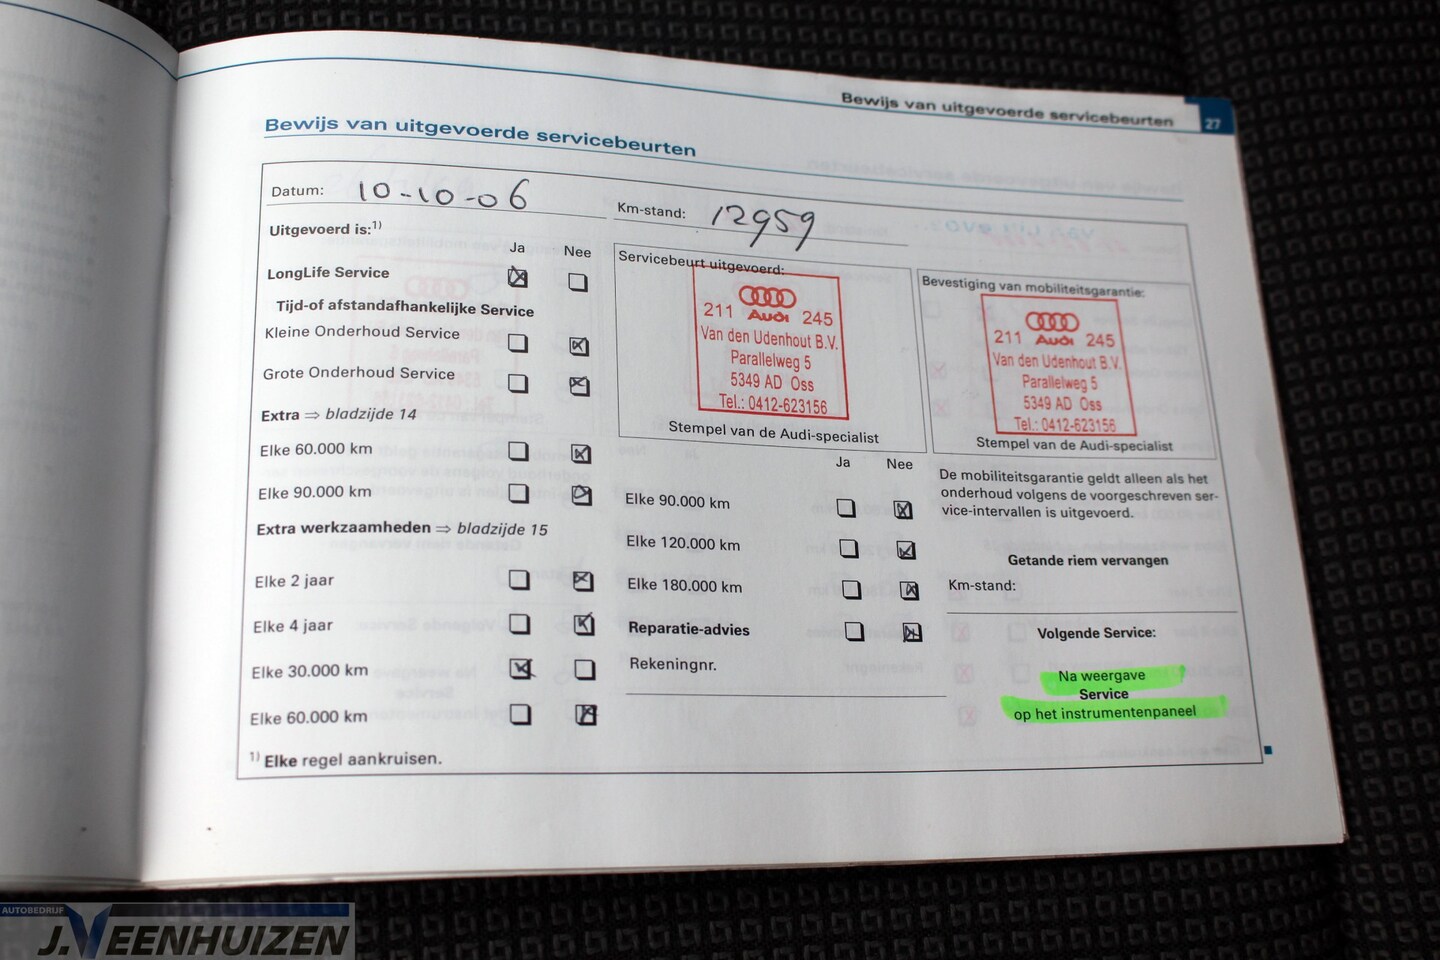 Bewijs van uitgevoerde servicebeurten
27
Bewijs van uitgevoerde servicebeurten
Datum: 10-10-06
Km-stand: 12959
Uitgevoerd is:1)
Ja Nee
LongLife Service
Tijd-of afstandafhankelijke Service
Kleine Onderhoud Service
Grote Onderhoud Service
Extra ⇒ bladzijde 14
Elke 60.000 km
Elke 90.000 km
Extra werkzaamheden ⇒ bladzijde 15
Elke 2 jaar
Elke 4 jaar
Elke 30.000 km
Elke 60.000 km
1) Elke regel aankruisen.
Servicebeurt uitgevoerd:
211 Audi 245
Van den Udenhout B.V.
Parallelweg 5
5349 AD Oss
Tel.: 0412-623156
Stempel van de Audi-specialist
Ja Nee
Elke 90.000 km
Elke 120.000 km
Elke 180.000 km
Reparatie-advies
Rekeningnr.
Bevestiging van mobiliteitsgarantie:
211 Audi 245
Van den Udenhout B.V.
Parallelweg 5
5349 AD Oss
Tel.: 0412-623156
Stempel van de Audi-specialist
De mobiliteitsgarantie geldt alleen als het
onderhoud volgens de voorgeschreven ser-
vice-intervallen is uitgevoerd.
Getande riem vervangen
Km-stand:
Volgende Service:
Na weergave
Service
op het instrumentenpaneel
AUTOBEDRIJF
J.VEENHUIZEN